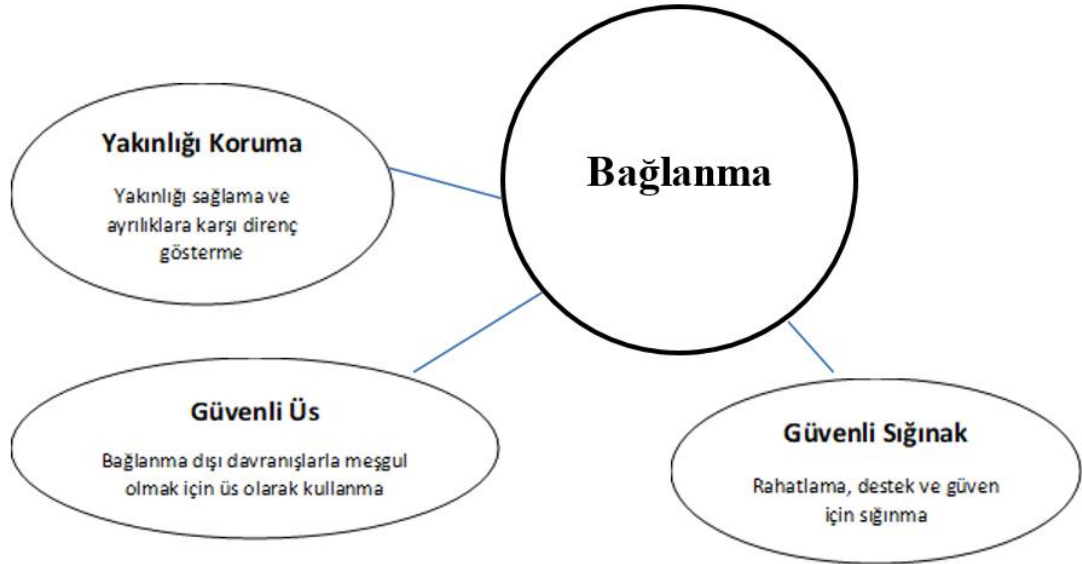 Bağlanma
Yakınlığı Koruma
Yakınlığı sağlama ve
ayrılıklara karşı direnç
gösterme
Güvenli Üs
Bağlanma dışı davranışlarla meşgul
olmak için üs olarak kullanma
Güvenli Sığınak
Rahatlama, destek ve güven
için sığınma